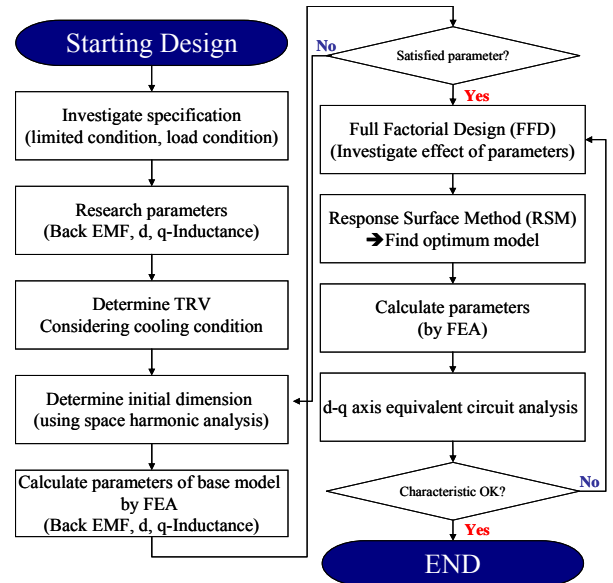 Starting Design
Investigate specification
(limited condition, load condition)
Research parameters
(Back EMF, d, q-Inductance)
Determine TRV
Considering cooling condition
Determine initial dimension
(using space harmonic analysis)
Calculate parameters of base model
by FEA
(Back EMF, d, q-Inductance)
No
Satisfied parameter?
Yes
Full Factorial Design (FFD)
(Investigate effect of parameters)
Response Surface Method (RSM)
➔Find optimum model
Calculate parameters
(by FEA)
d-q axis equivalent circuit analysis
Characteristic OK?
No
Yes
END